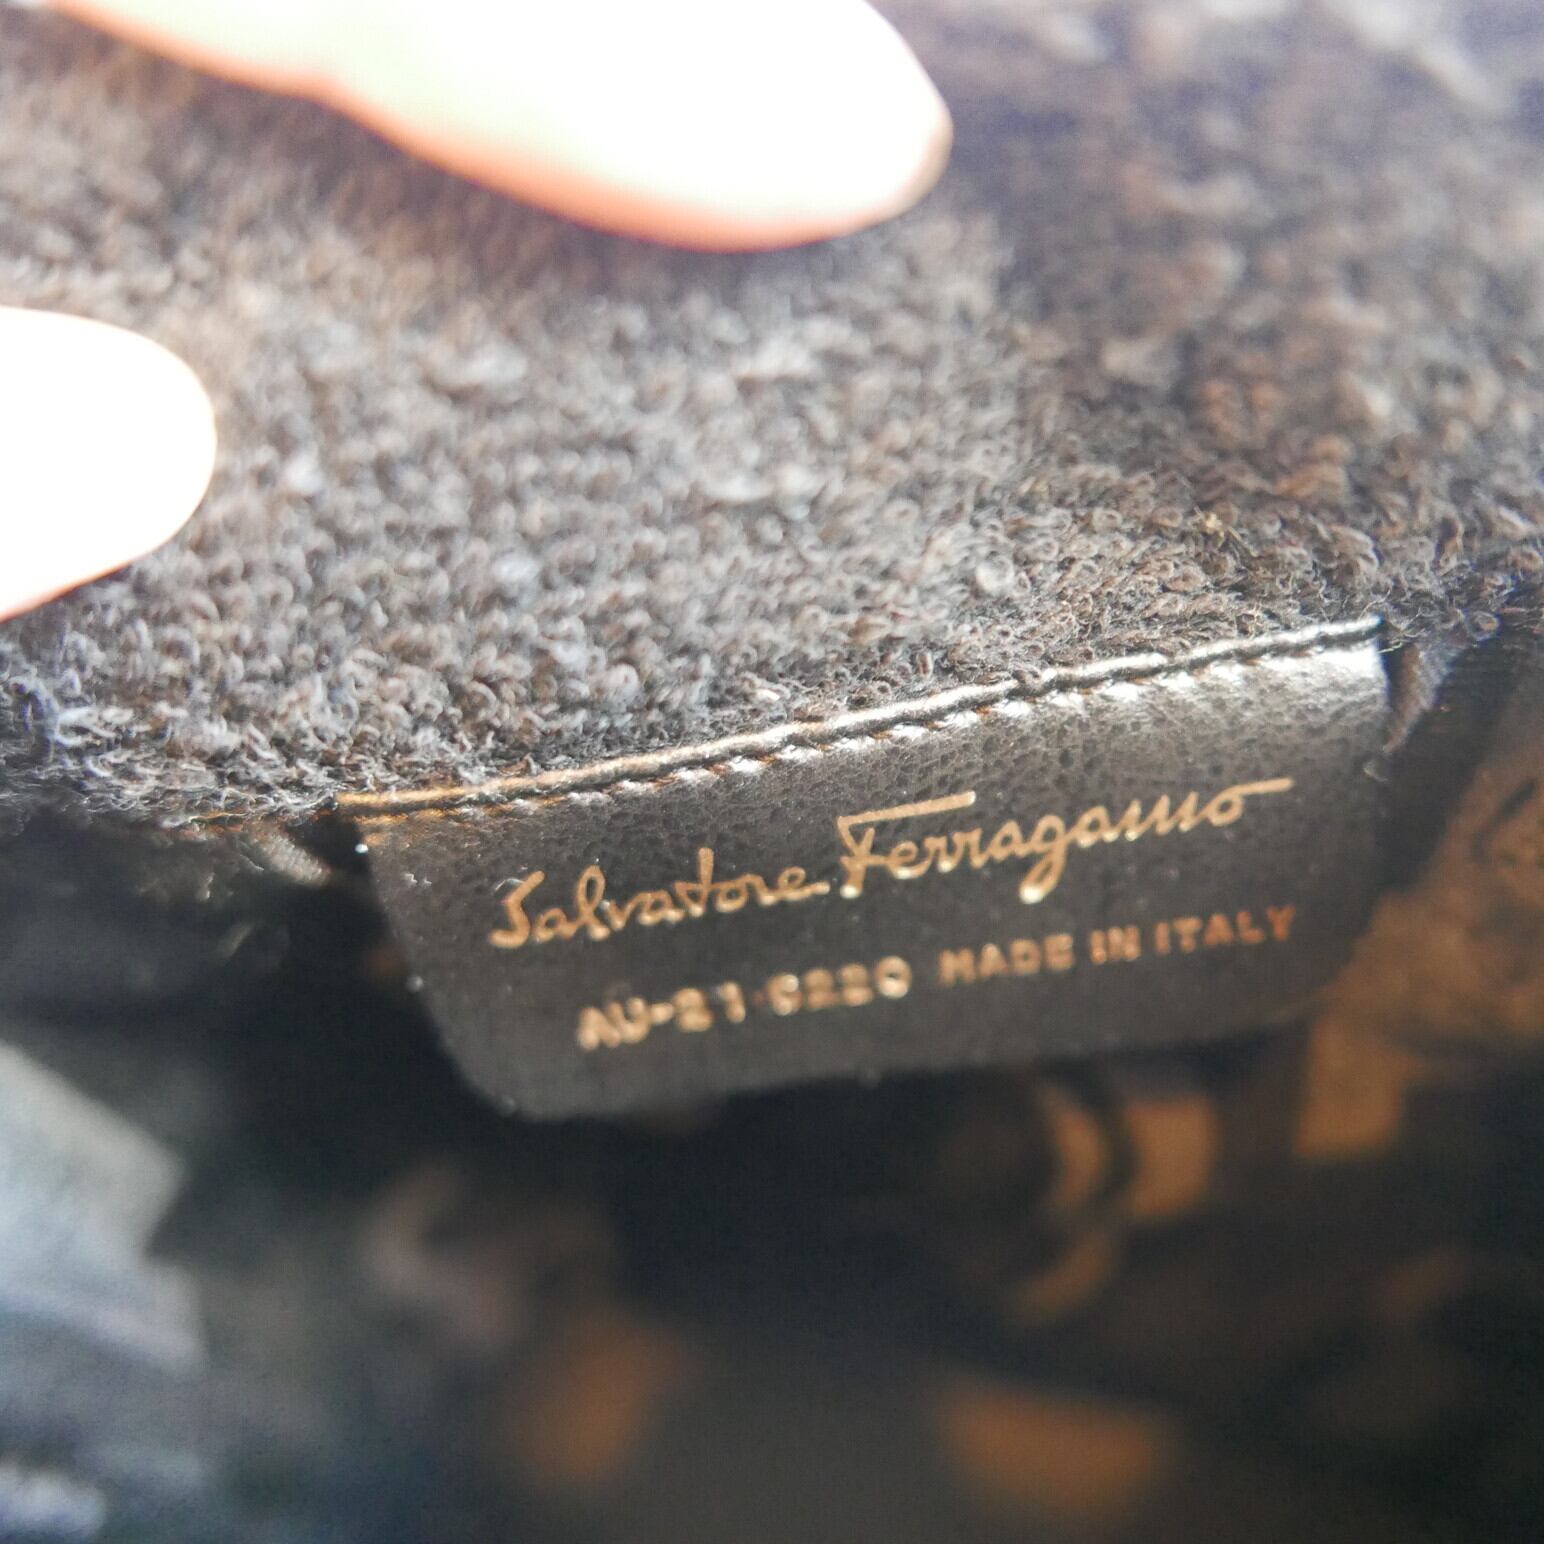 Salvatore Ferragamo
AU-21 6220 MADE IN ITALY